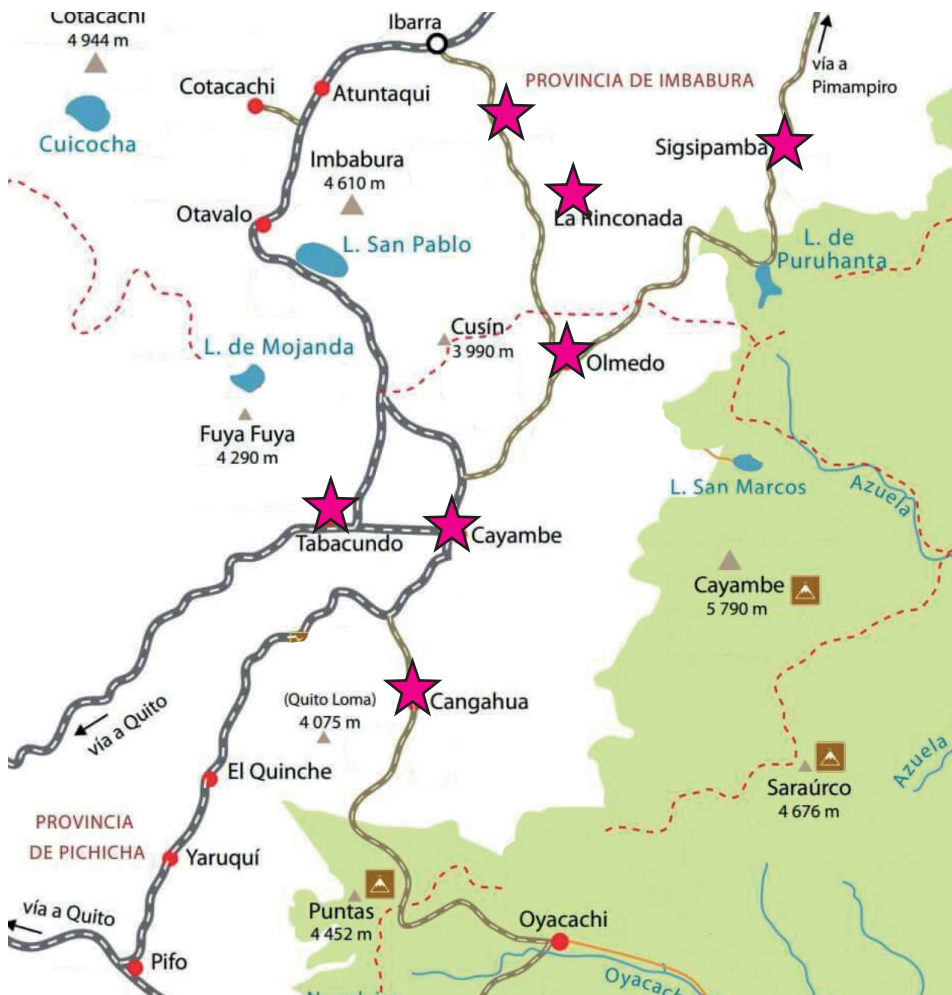 Cotacachi
4 944 m
Ibarra
vía a
Pimampiro
PROVINCIA DE IMBABURA
Cotacachi
Atuntaqui
Cuicocha
Sigsipamba
Imbabura
4 610 m
Otavalo
La Rinconada
L. San Pablo
L. de
Puruhanta
Cusín
3 990 m
L. de Mojanda
Olmedo
Fuya Fuya
4 290 m
L. San Marcos
Azuela
Tabacundo
Cayambe
Cayambe
5 790 m
(Quito Loma)
4 075 m
Cangahua
vía a Quito
El Quinche
Azuela
Saraúrco
4 676 m
PROVINCIA
DE PICHICHA
Yaruquí
vía a Quito
Puntas
4 452 m
Oyacachi
Pifo
Oyacachi